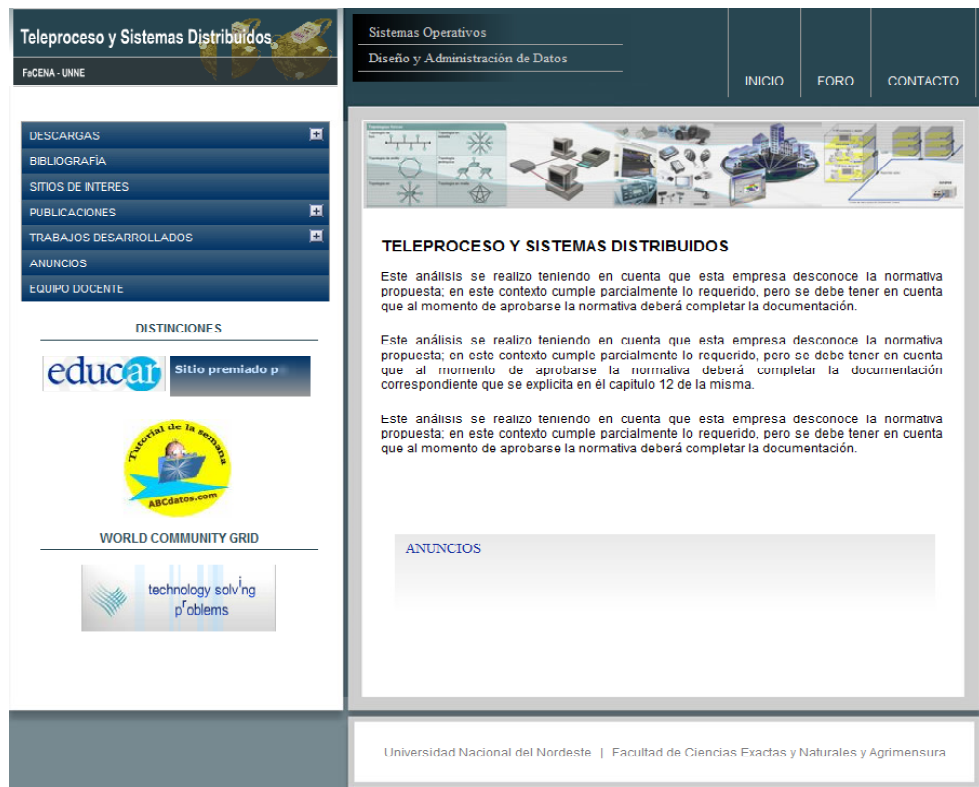 Teleproceso y Sistemas Distribuidos
FaCENA - UNNE
Sistemas Operativos
Diseño y Administración de Datos
INICIO
FORO
CONTACTO
DESCARGAS
BIBLIOGRAFÍA
SITIOS DE INTERES
PUBLICACIONES
TRABAJOS DESARROLLADOS
ANUNCIOS
EQUIPO DOCENTE
DISTINCIONES
educar
Sitio premiado p
Tutorial de la semana
ABCdatos.com
WORLD COMMUNITY GRID
technology solving
problems
TELEPROCESO Y SISTEMAS DISTRIBUIDOS
Este análisis se realizo teniendo en cuenta que esta empresa desconoce la normativa
propuesta; en este contexto cumple parcialmente lo requerido, pero se debe tener en cuenta
que al momento de aprobarse la normativa deberá completar la documentación.
Este análisis se realizo teniendo en cuenta que esta empresa desconoce la normativa
propuesta; en este contexto cumple parcialmente lo requerido, pero se debe tener en cuenta
que al momento de aprobarse la normativa deberá completar la documentación
correspondiente que se explicita en él capitulo 12 de la misma.
Este análisis se realizo teniendo en cuenta que esta empresa desconoce la normativa
propuesta; en este contexto cumple parcialmente lo requerido, pero se debe tener en cuenta
que al momento de aprobarse la normativa deberá completar la documentación.
ANUNCIOS
Universidad Nacional del Nordeste | Facultad de Ciencias Exactas y Naturales y Agrimensura